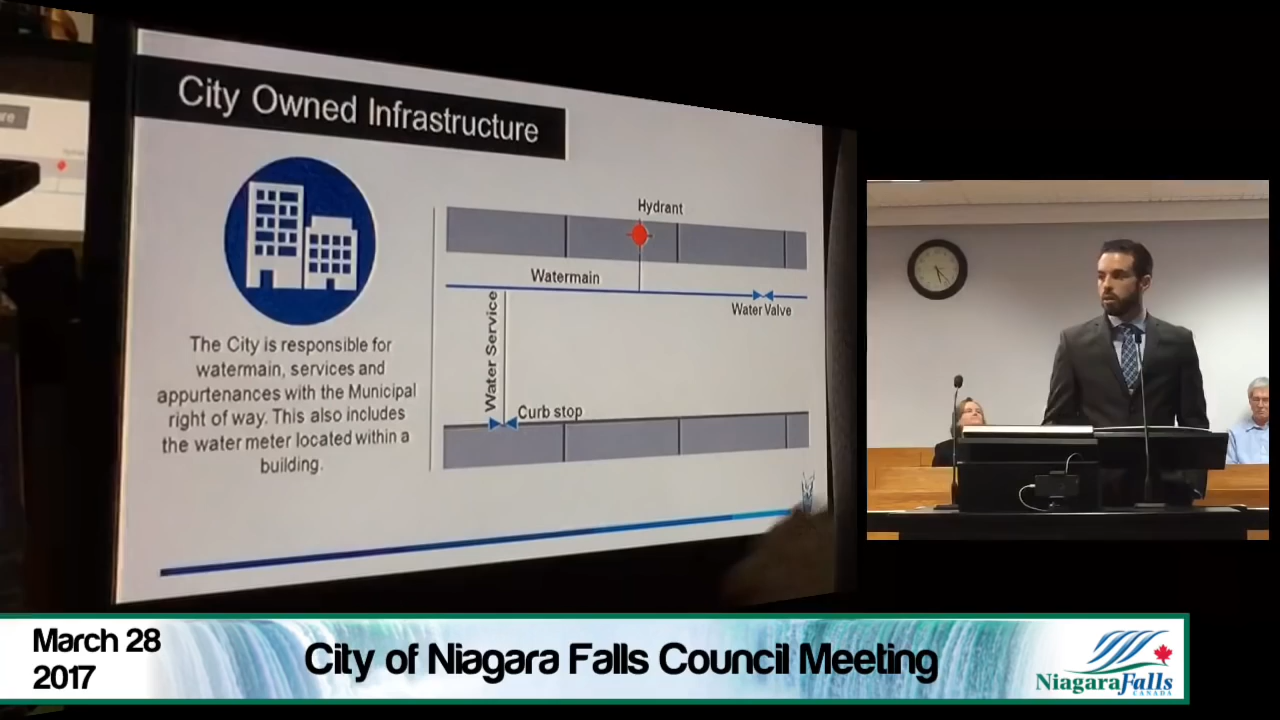 City Owned Infrastructure
The City is responsible for
watermain, services and
appurtenances with the Municipal
right of way. This also includes
the water meter located within a
building.
Hydrant
Watermain
Water Valve
Water Service
Curb stop
March 28
2017
City of Niagara Falls Council Meeting
NiagaraFalls
CANADA